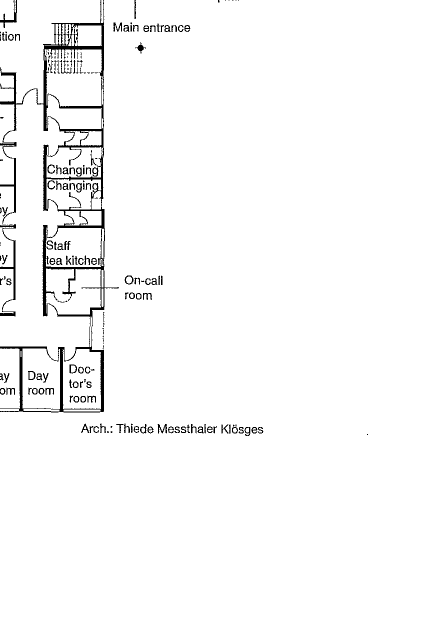 Main entrance
Changing
Changing
Staff
tea kitchen
On-call
room
Day
room
Doc-
tor's
room
Arch.: Thiede Messthaler Klösges